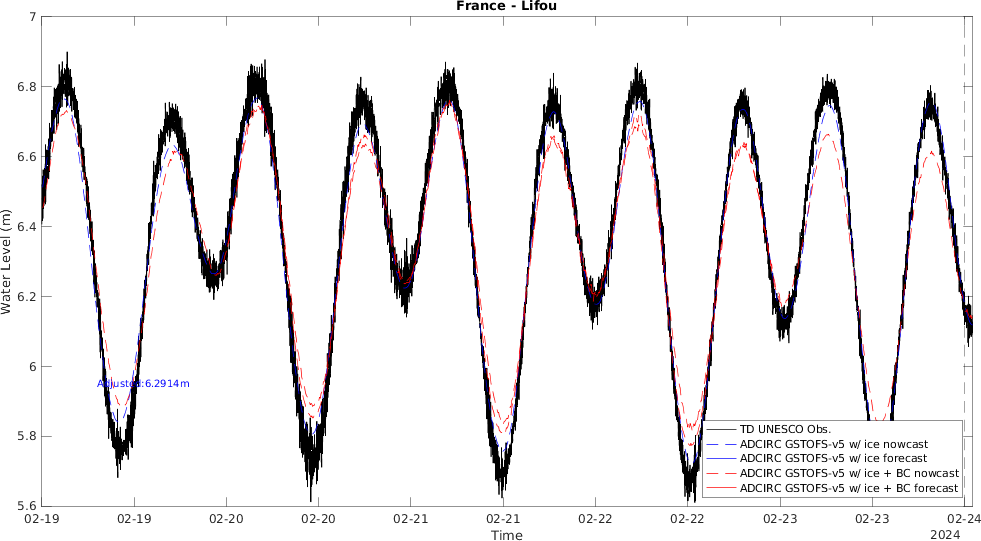 France - Lifou
7
6.8
6.6
6.4
6.2
6
5.8
5.6
Water Level (m)
Adjusted:6.2914m
TD UNESCO Obs.
ADCIRC GSTOFS-v5 w/ ice nowcast
ADCIRC GSTOFS-v5 w/ ice forecast
ADCIRC GSTOFS-v5 w/ ice + BC nowcast
ADCIRC GSTOFS-v5 w/ ice + BC forecast
02-19 02-19 02-20 02-20 02-21 02-21 02-22 02-22 02-23 02-23 02-24
Time
2024